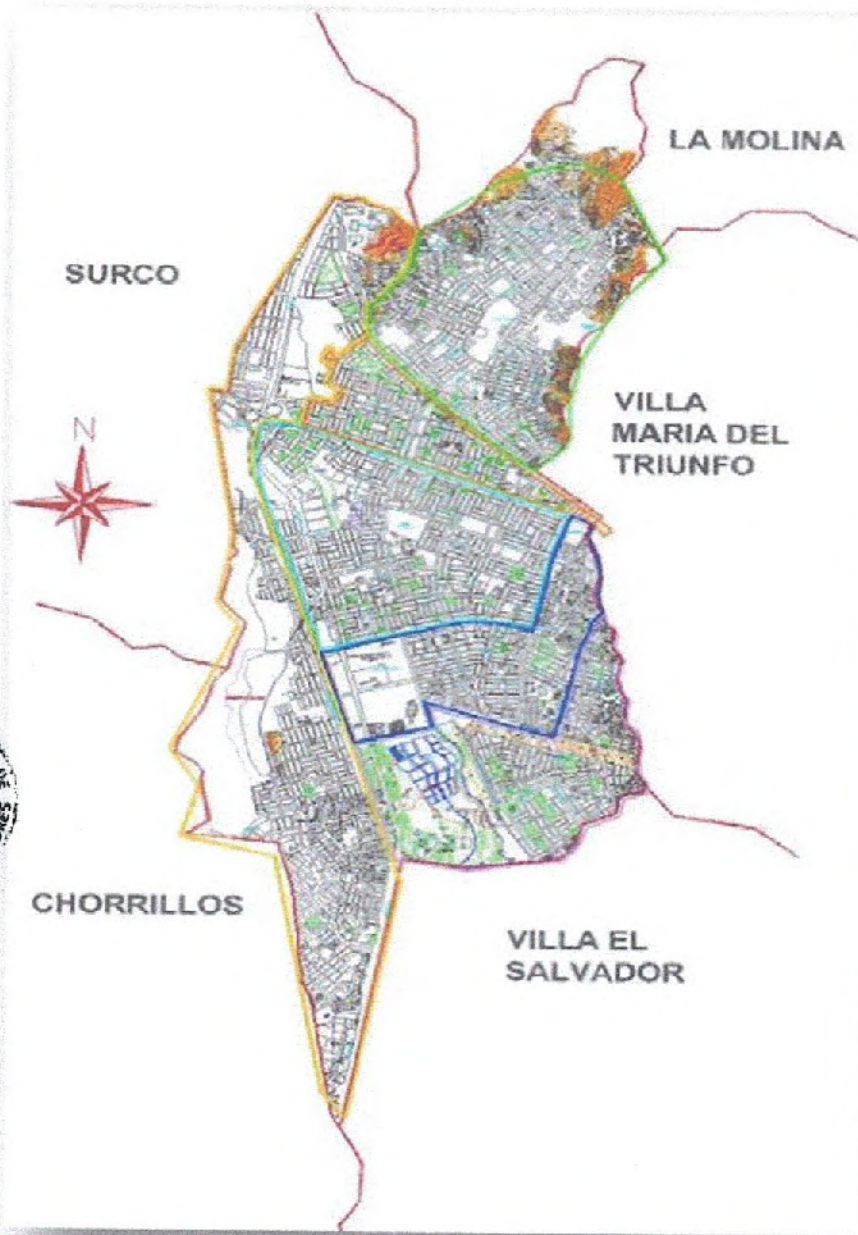 LA MOLINA
SURCO
N
VILLA
MARIA DEL
TRIUNFO
CHORRILLOS
VILLA EL
SALVADOR